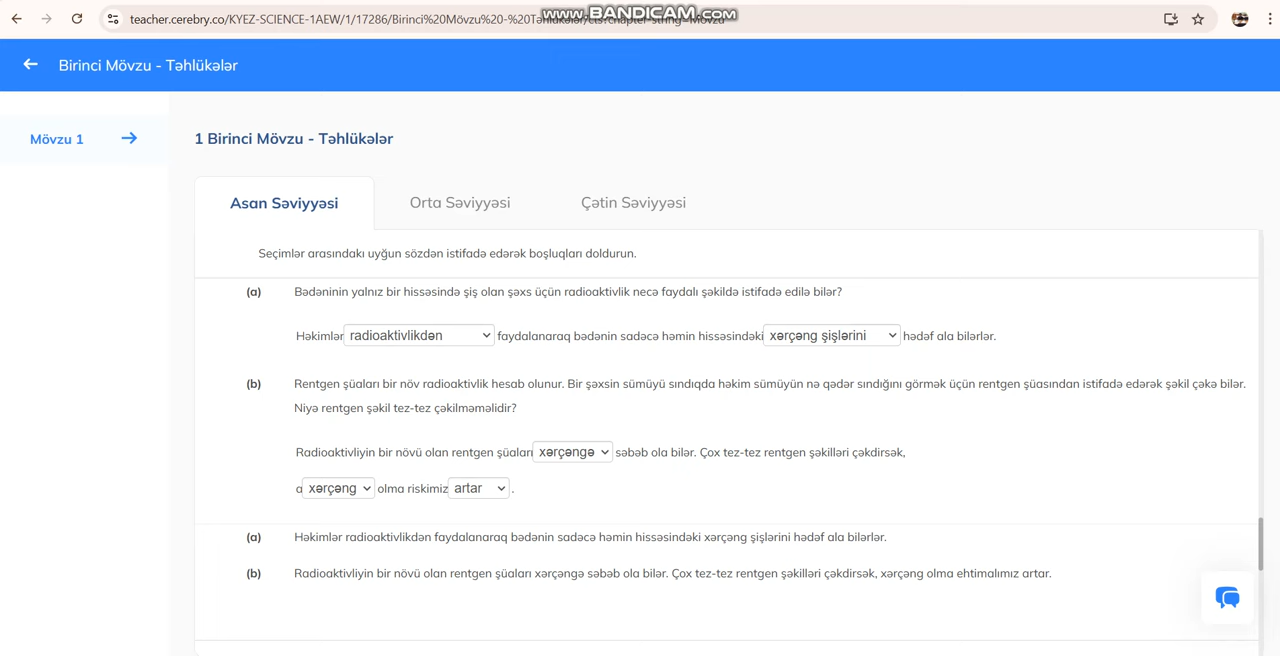 teacher.cerebry.co/KYEZ-SCIENCE-1AEW/1/17286/Birinci%20Mövzu%20-%20Təhlükələr/cts?chapter-string=Mövzu
www.BANDICAM.com
Birinci Mövzu - Təhlükələr
Mövzu 1
1 Birinci Mövzu - Təhlükələr
Asan Səviyyəsi Orta Səviyyəsi Çətin Səviyyəsi
Seçimlər arasındakı uyğun sözdən istifadə edərək boşluqları doldurun.
(a) Bədəninin yalnız bir hissəsində şiş olan şəxs üçün radioaktivlik necə faydalı şəkildə istifadə edilə bilər?
Həkimlər radioaktivlikdən faydalanaraq bədənin sadəcə həmin hissəsindəki xərçəng şişlərini hədəf ala bilərlər.
(b) Rentgen şüaları bir növ radioaktivlik hesab olunur. Bir şəxsin sümüyü sındıqda həkim sümüyün nə qədər sındığını görmək üçün rentgen şüasından istifadə edərək şəkil çəkə bilər.
Niyə rentgen şəkil tez-tez çəkilməməlidir?
Radioaktivliyin bir növü olan rentgen şüaları xərçəngə səbəb ola bilər. Çox tez-tez rentgen şəkilləri çəkdirsək,
a xərçəng olma riskimiz artar .
(a) Həkimlər radioaktivlikdən faydalanaraq bədənin sadəcə həmin hissəsindəki xərçəng şişlərini hədəf ala bilərlər.
(b) Radioaktivliyin bir növü olan rentgen şüaları xərçəngə səbəb ola bilər. Çox tez-tez rentgen şəkilləri çəkdirsək, xərçəng olma ehtimalımız artar.